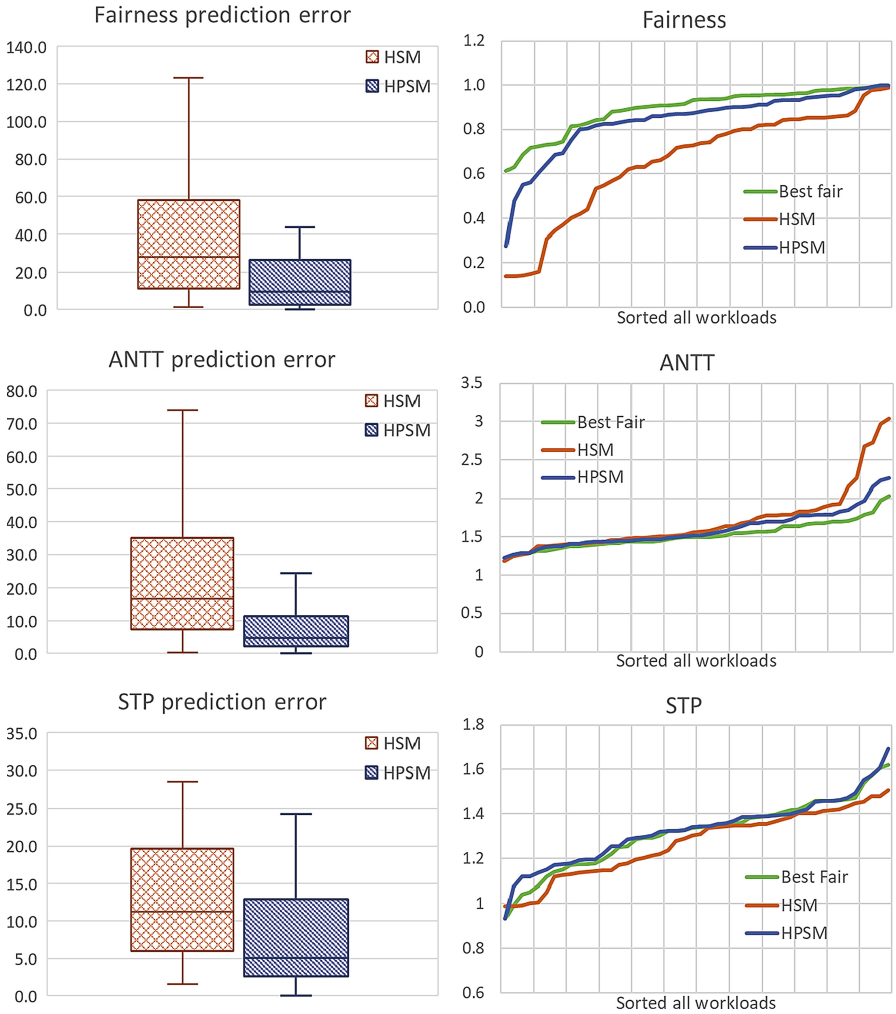 Fairness prediction error
140.0
120.0
100.0
80.0
60.0
40.0
20.0
0.0
HSM
HPSM
Fairness
1.2
1.0
0.8
0.6
0.4
0.2
0.0
Best fair
HSM
HPSM
Sorted all workloads
ANTT prediction error
80.0
70.0
60.0
50.0
40.0
30.0
20.0
10.0
0.0
HSM
HPSM
ANTT
3.5
3
2.5
2
1.5
1
0.5
0
Best Fair
HSM
HPSM
Sorted all workloads
STP prediction error
35.0
30.0
25.0
20.0
15.0
10.0
5.0
0.0
HSM
HPSM
STP
1.8
1.6
1.4
1.2
1
0.8
0.6
Best Fair
HSM
HPSM
Sorted all workloads